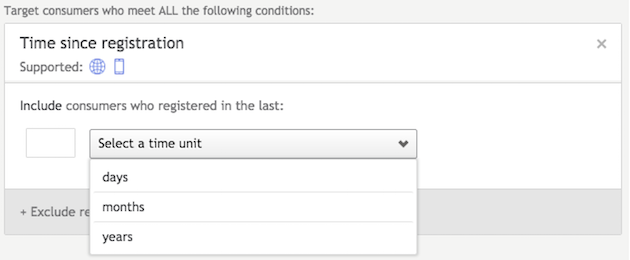 Target consumers who meet ALL the following conditions:
Time since registration
Supported:
Include consumers who registered in the last:
Select a time unit
days
months
years
+ Exclude re